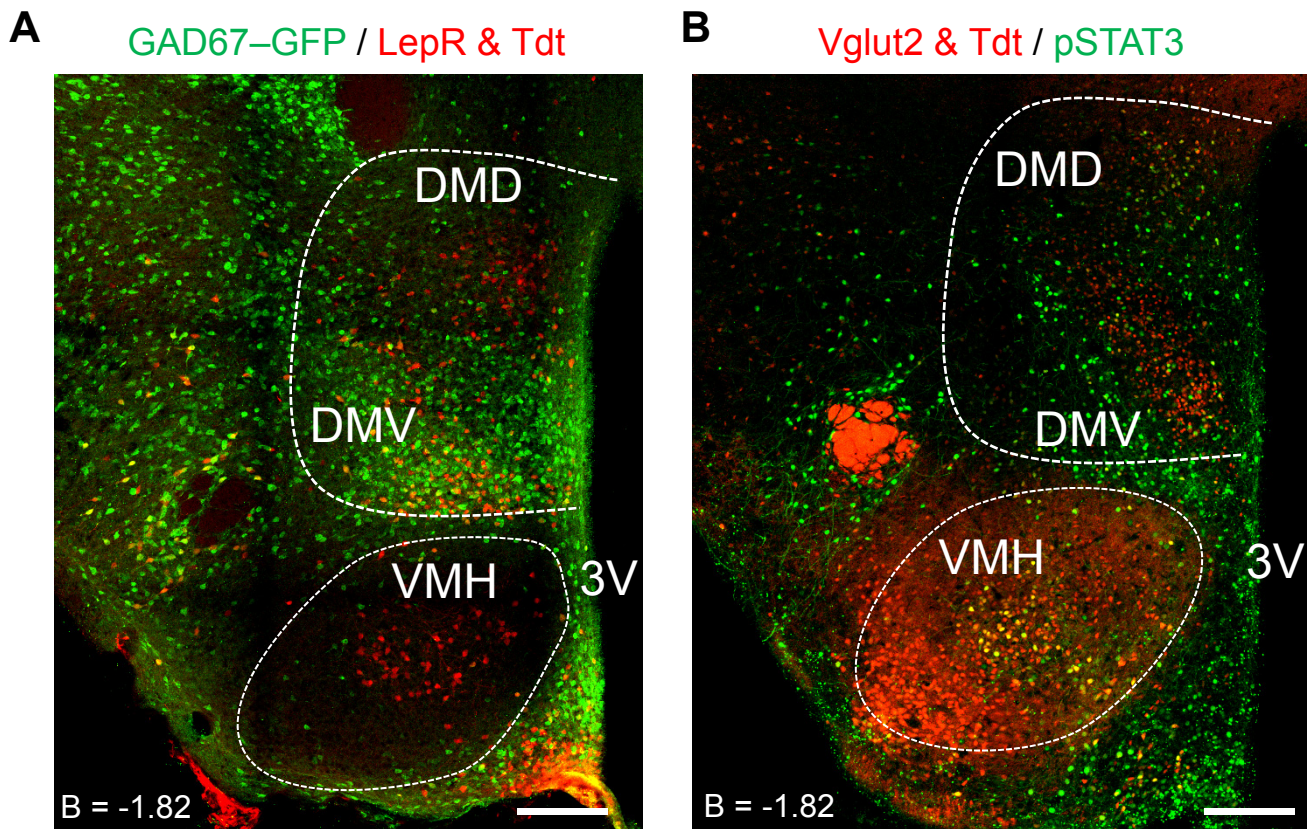 A
GAD67–GFP / LepR & Tdt
DMD
DMV
VMH
3V
B = -1.82
B
Vglut2 & Tdt / pSTAT3
DMD
DMV
VMH
3V
B = -1.82